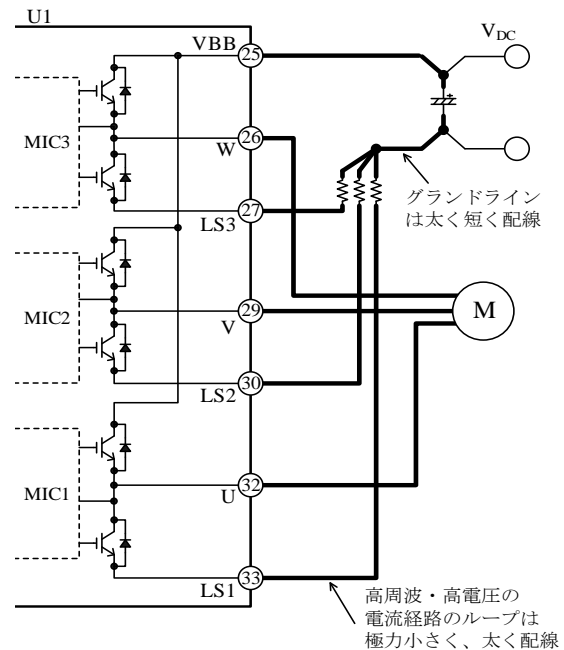 U1
VBB
25
V_DC
MIC3
26
W
グランドライン
は太く短く配線
27
LS3
MIC2
29
V
M
30
LS2
MIC1
32
U
33
LS1
高周波・高電圧の
電流経路のループは
極力小さく、太く配線